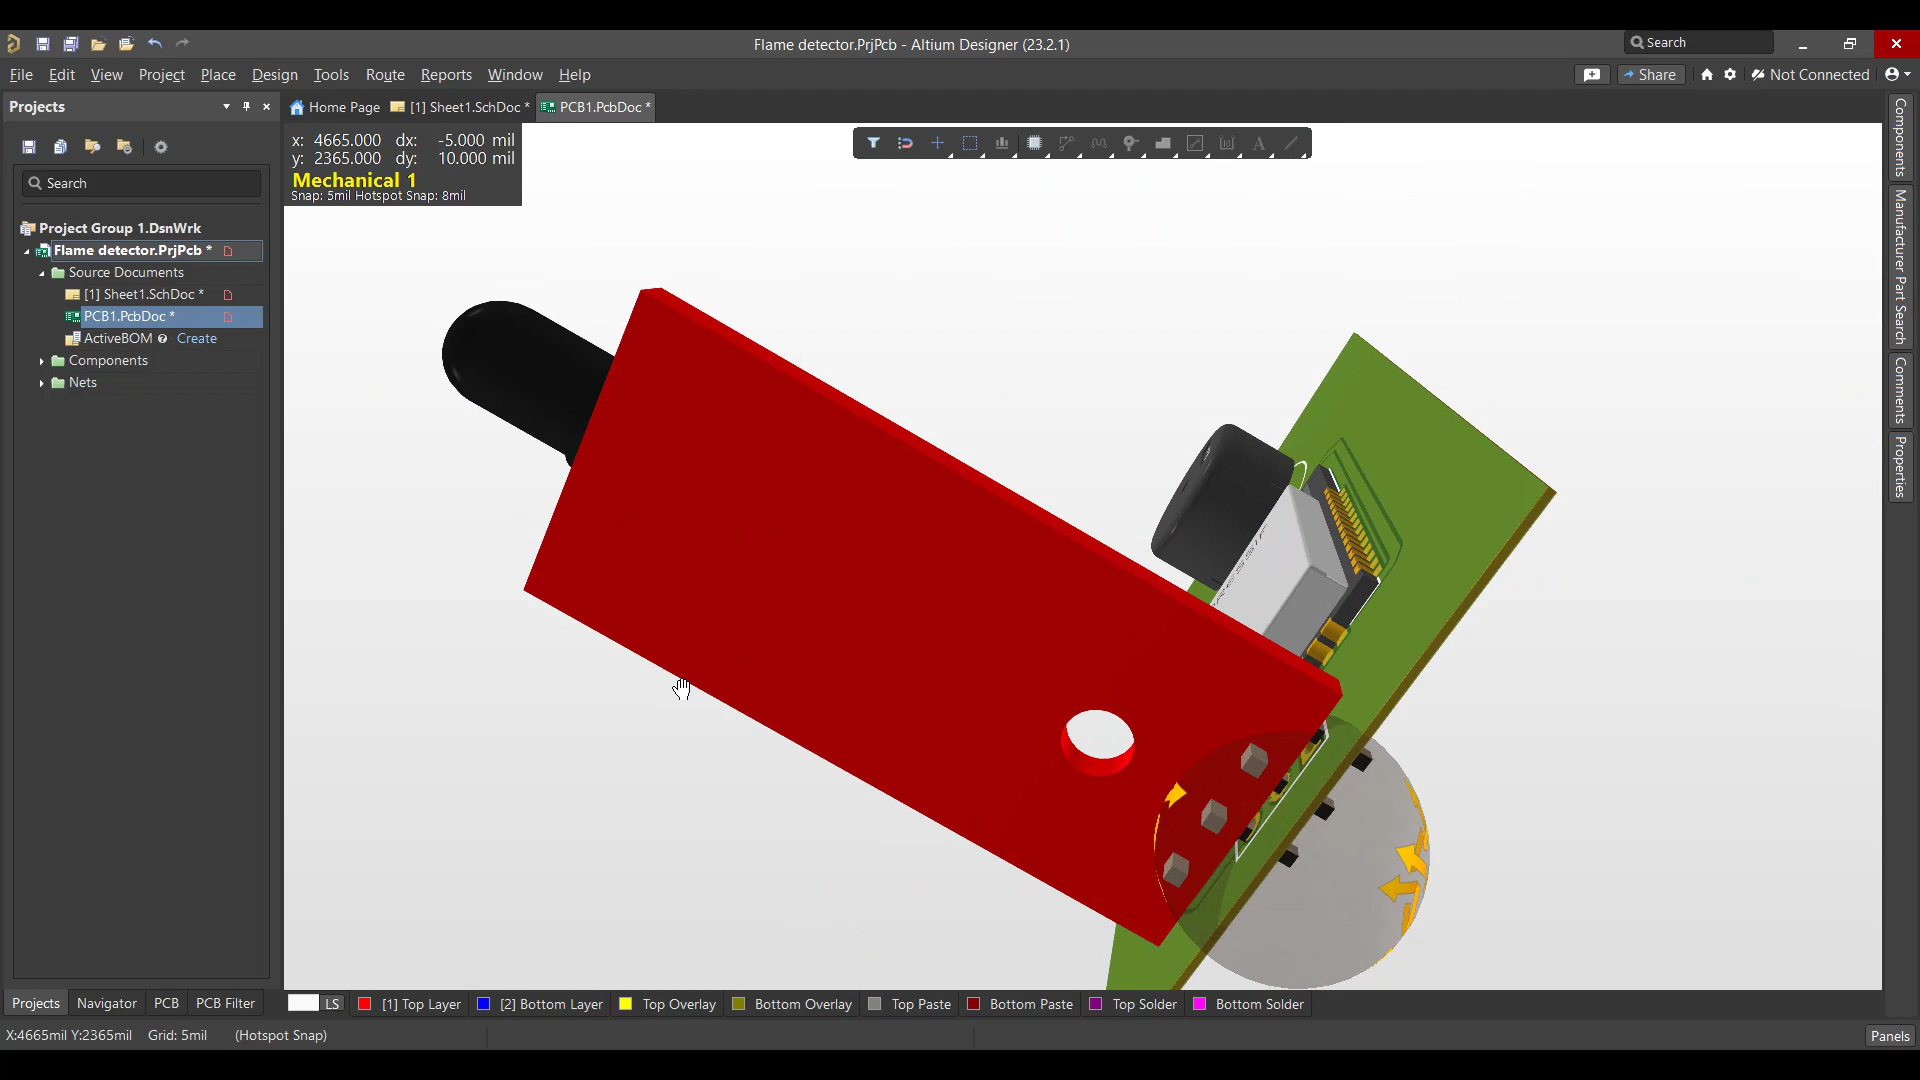 Flame detector.PrjPcb - Altium Designer (23.2.1)
Search
File Edit View Project Place Design Tools Route Reports Window Help
Share
Not Connected
Projects
Home Page
[1] Sheet1.SchDoc *
PCB1.PcbDoc *
x: 4665.000 dx: -5.000 mil
y: 2365.000 dy: 10.000 mil
Mechanical 1
Snap: 5mil Hotspot Snap: 8mil
Search
Project Group 1.DsnWrk
Flame detector.PrjPcb *
Source Documents
[1] Sheet1.SchDoc *
PCB1.PcbDoc *
ActiveBOM Create
Components
Nets
Components
Manufacturer Part Search
Comments
Properties
Projects Navigator PCB PCB Filter
LS [1] Top Layer [2] Bottom Layer Top Overlay Bottom Overlay Top Paste Bottom Paste Top Solder Bottom Solder
X:4665mil Y:2365mil Grid: 5mil (Hotspot Snap)
Panels